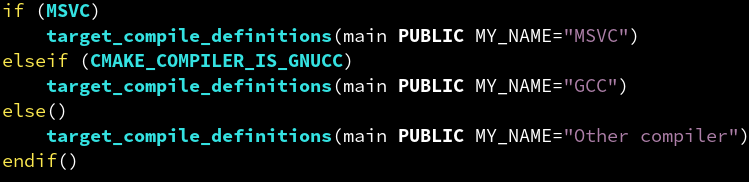 if (MSVC)
    target_compile_definitions(main PUBLIC MY_NAME="MSVC")
elseif (CMAKE_COMPILER_IS_GNUCC)
    target_compile_definitions(main PUBLIC MY_NAME="GCC")
else()
    target_compile_definitions(main PUBLIC MY_NAME="Other compiler")
endif()